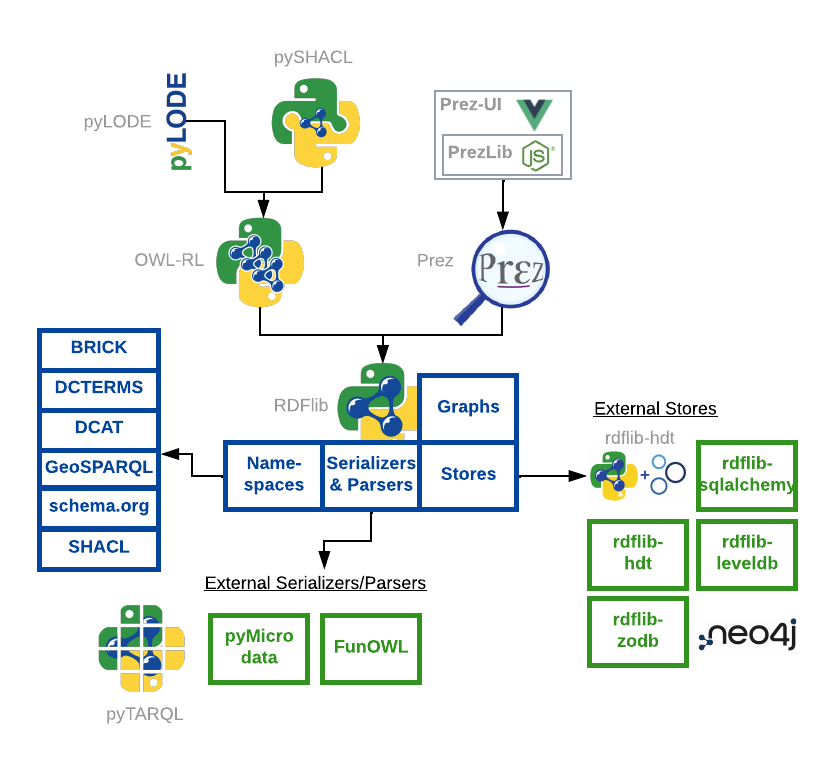 pySHACL
pyLODE
pyLODE
Prez-UI
PrezLib
JS
OWL-RL
Prez
Prɛz
BRICK
DCTERMS
DCAT
GeoSPARQL
schema.org
SHACL
RDFlib
Graphs
Name-
spaces
Serializers
& Parsers
Stores
External Stores
rdflib-hdt
+
rdflib-
sqlalchemy
rdflib-
hdt
rdflib-
leveldb
rdflib-
zodb
neo4j
External Serializers/Parsers
pyMicro
data
FunOWL
pyTARQL